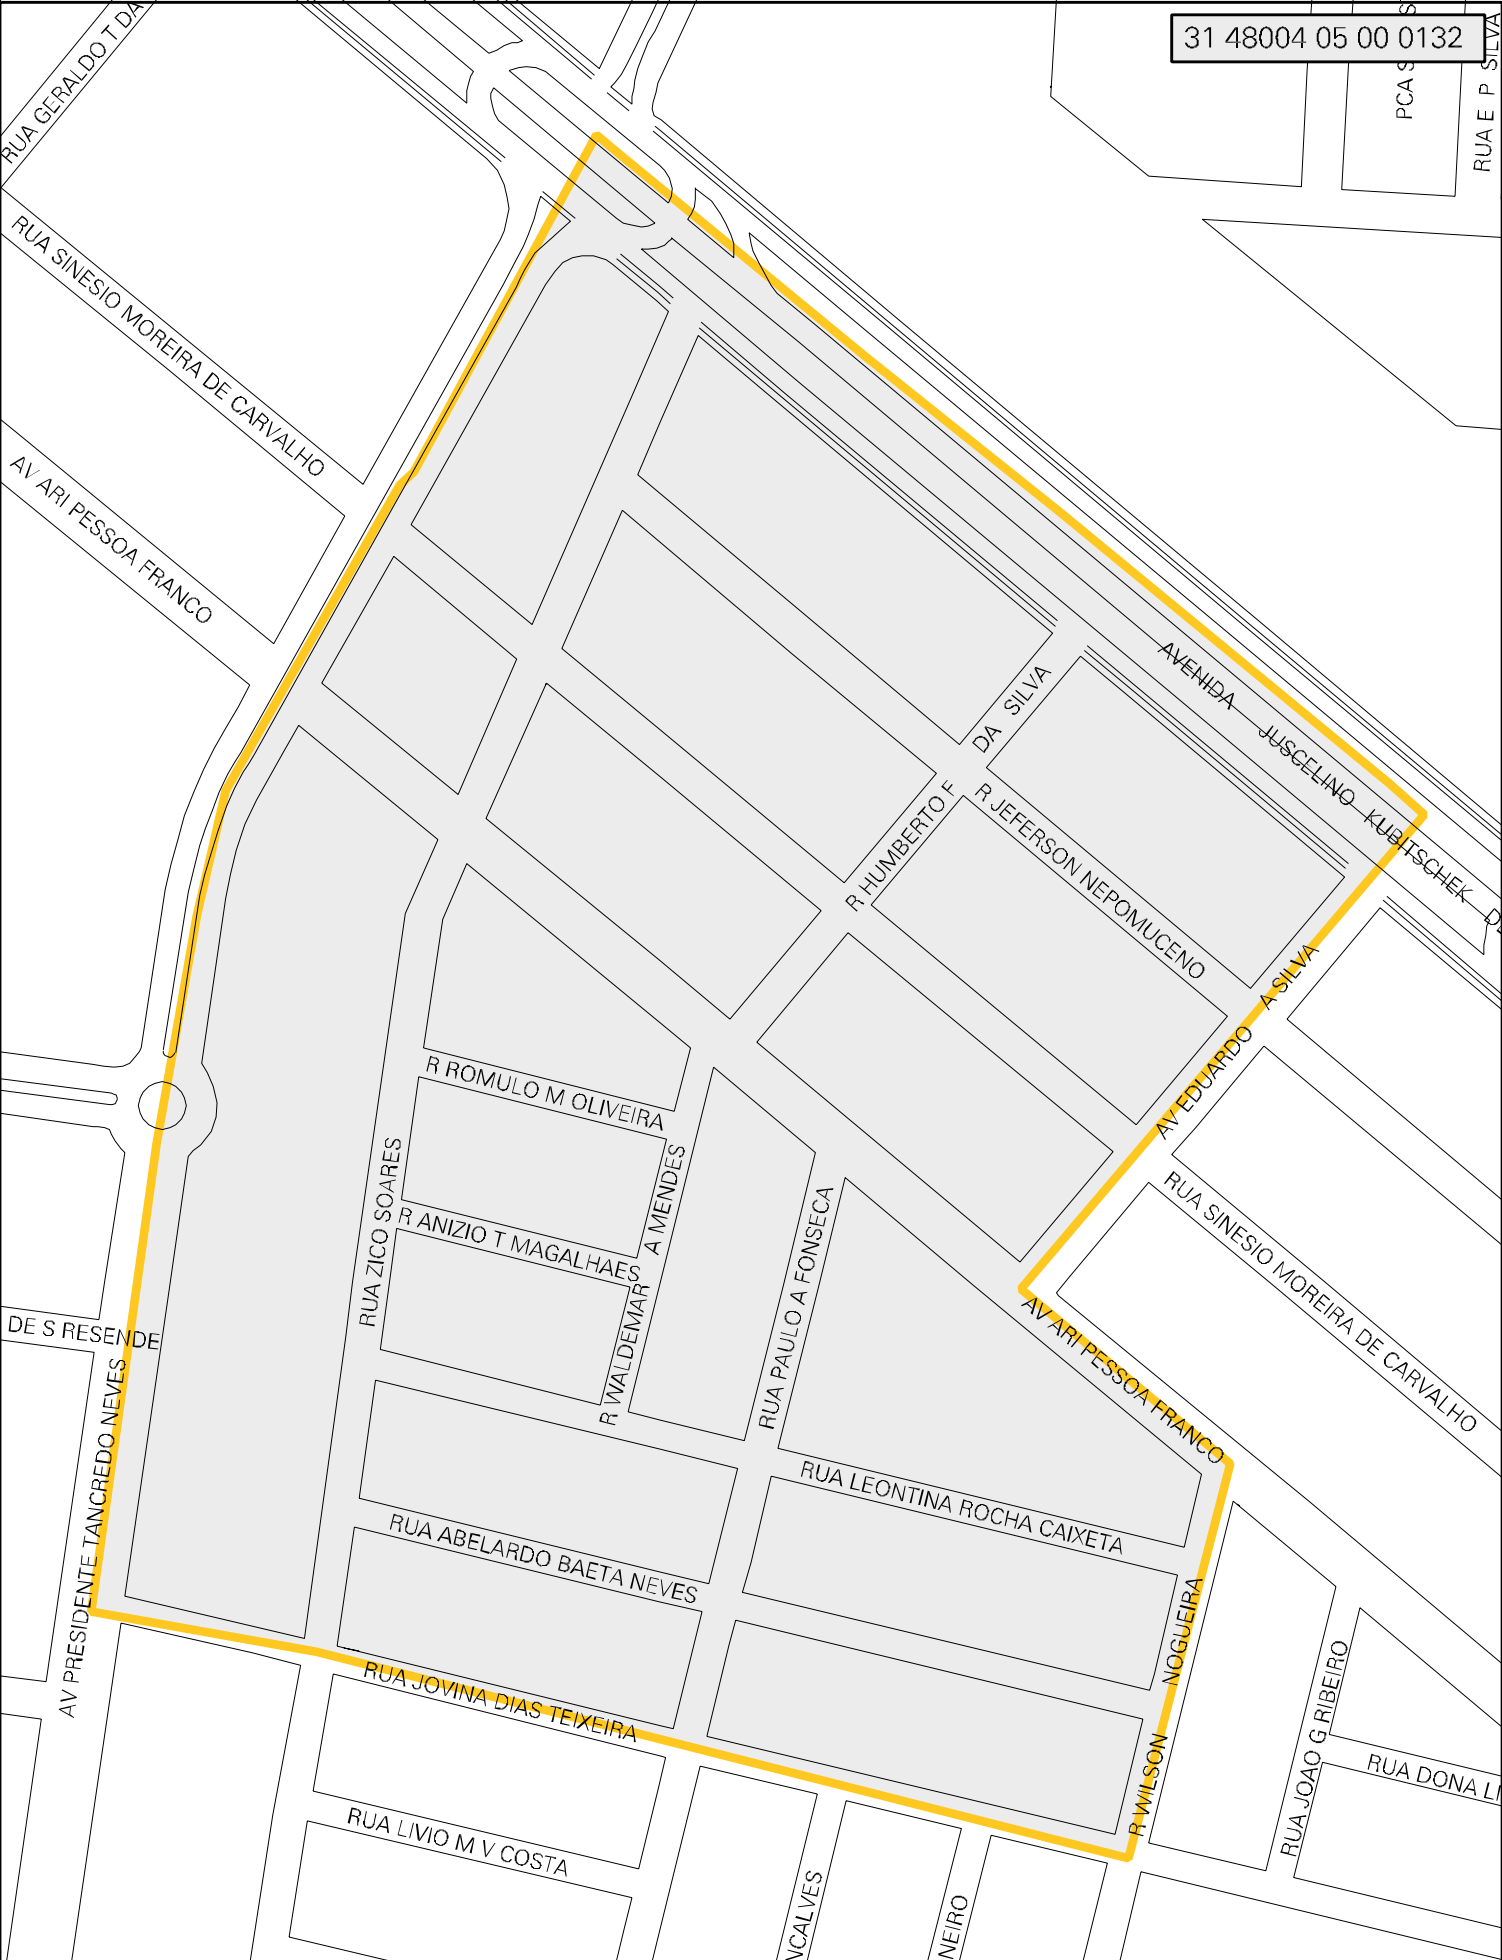 31 48004 05 00 0132
RUA GERALDO T DA
PCA S
RUA E P SILVA
RUA SINESIO MOREIRA DE CARVALHO
AV ARI PESSOA FRANCO
AVENIDA JUSCELINO KUBITSCHEK
R HUMBERTO F DA SILVA
R JEFERSON NEPOMUCENO
AV EDUARDO A SILVA
R ROMULO M OLIVEIRA
RUA ZICO SOARES
R ANIZIO T MAGALHAES
R WALDEMAR A MENDES
RUA PAULO A FONSECA
RUA SINESIO MOREIRA DE CARVALHO
AV ARI PESSOA FRANCO
DE S RESENDE
AV PRESIDENTE TANCREDO NEVES
RUA LEONTINA ROCHA CAIXETA
RUA ABELARDO BAETA NEVES
R WILSON NOGUEIRA
RUA JOVINA DIAS TEIXEIRA
RUA JOAO G RIBEIRO
RUA DONA LI
RUA LIVIO M V COSTA
NCALVES
NEIRO